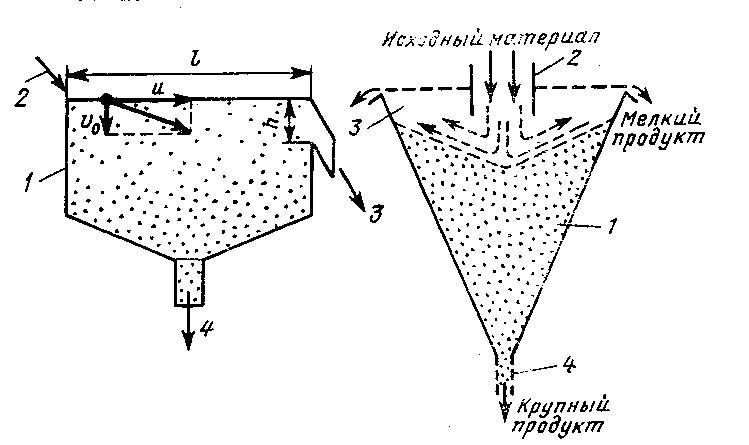 Исходный материал
2
l
2
u
3
v₀
h
Мелкий
продукт
1
3
1
4
4
Крупный
продукт